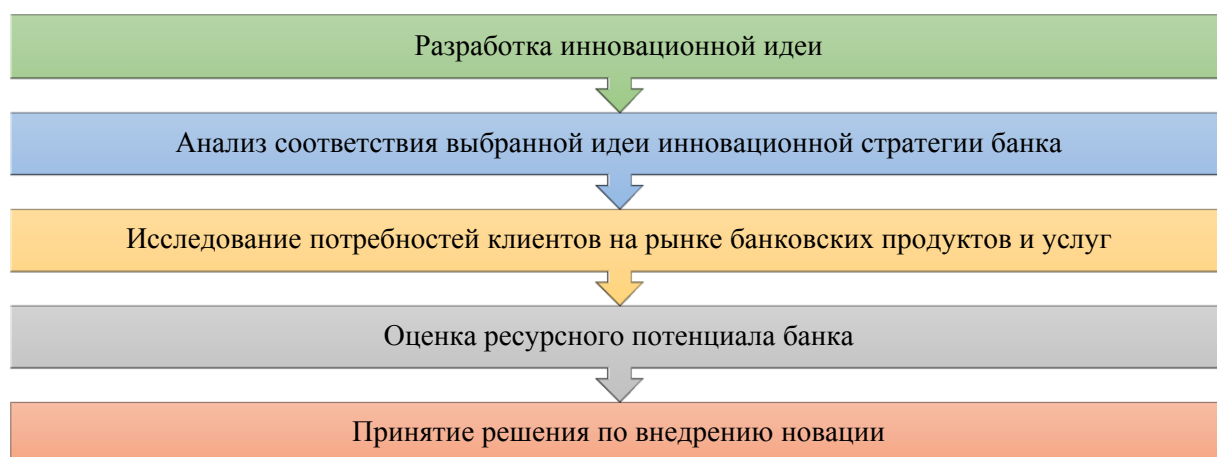 Разработка инновационной идеи
Анализ соответствия выбранной идеи инновационной стратегии банка
Исследование потребностей клиентов на рынке банковских продуктов и услуг
Оценка ресурсного потенциала банка
Принятие решения по внедрению новации